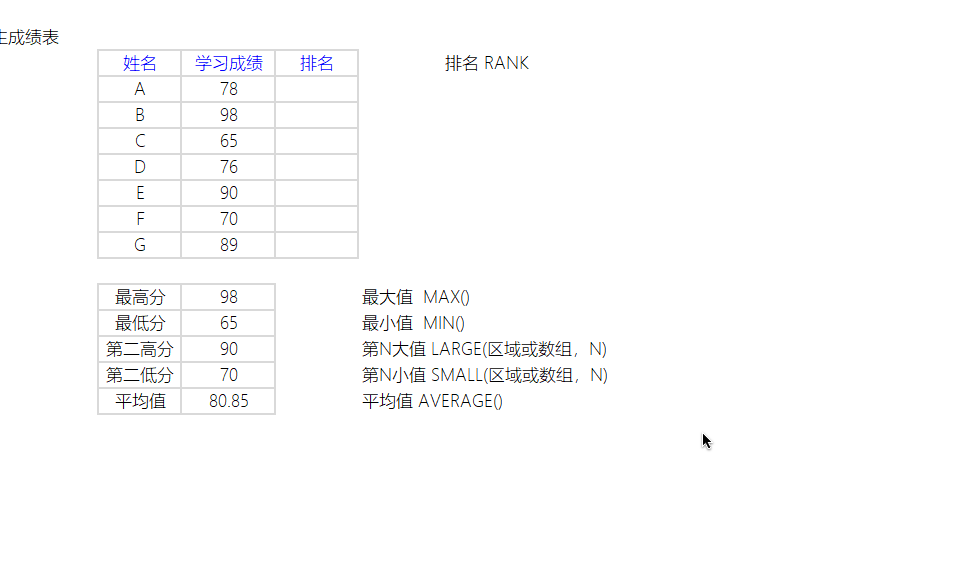 生成绩表
姓名 学习成绩 排名 排名 RANK
A 78
B 98
C 65
D 76
E 90
F 70
G 89
最高分 98 最大值 MAX()
最低分 65 最小值 MIN()
第二高分 90 第N大值 LARGE(区域或数组，N)
第二低分 70 第N小值 SMALL(区域或数组，N)
平均值 80.85 平均值 AVERAGE()